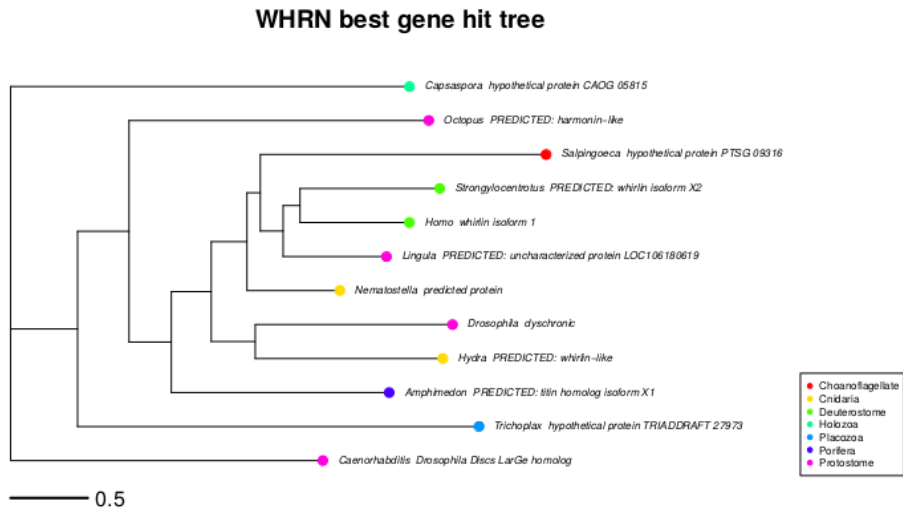 WHRN best gene hit tree
Capsaspora hypothetical protein CAOG 05815
Octopus PREDICTED: harmonin-like
Salpingoeca hypothetical protein PTSG 09316
Strongylocentrotus PREDICTED: whirlin isoform X2
Homo whirlin isoform 1
Lingula PREDICTED: uncharacterized protein LOC106180619
Nematostella predicted protein
Drosophila dyschronic
Hydra PREDICTED: whirlin-like
Amphimedon PREDICTED: titin homolog isoform X1
Trichoplax hypothetical protein TRIADDRAFT 27973
Caenorhabditis Drosophila Discs LarGe homolog
Choanoflagellate
Cnidaria
Deuterostome
Holozoa
Placozoa
Porifera
Protostome
0.5